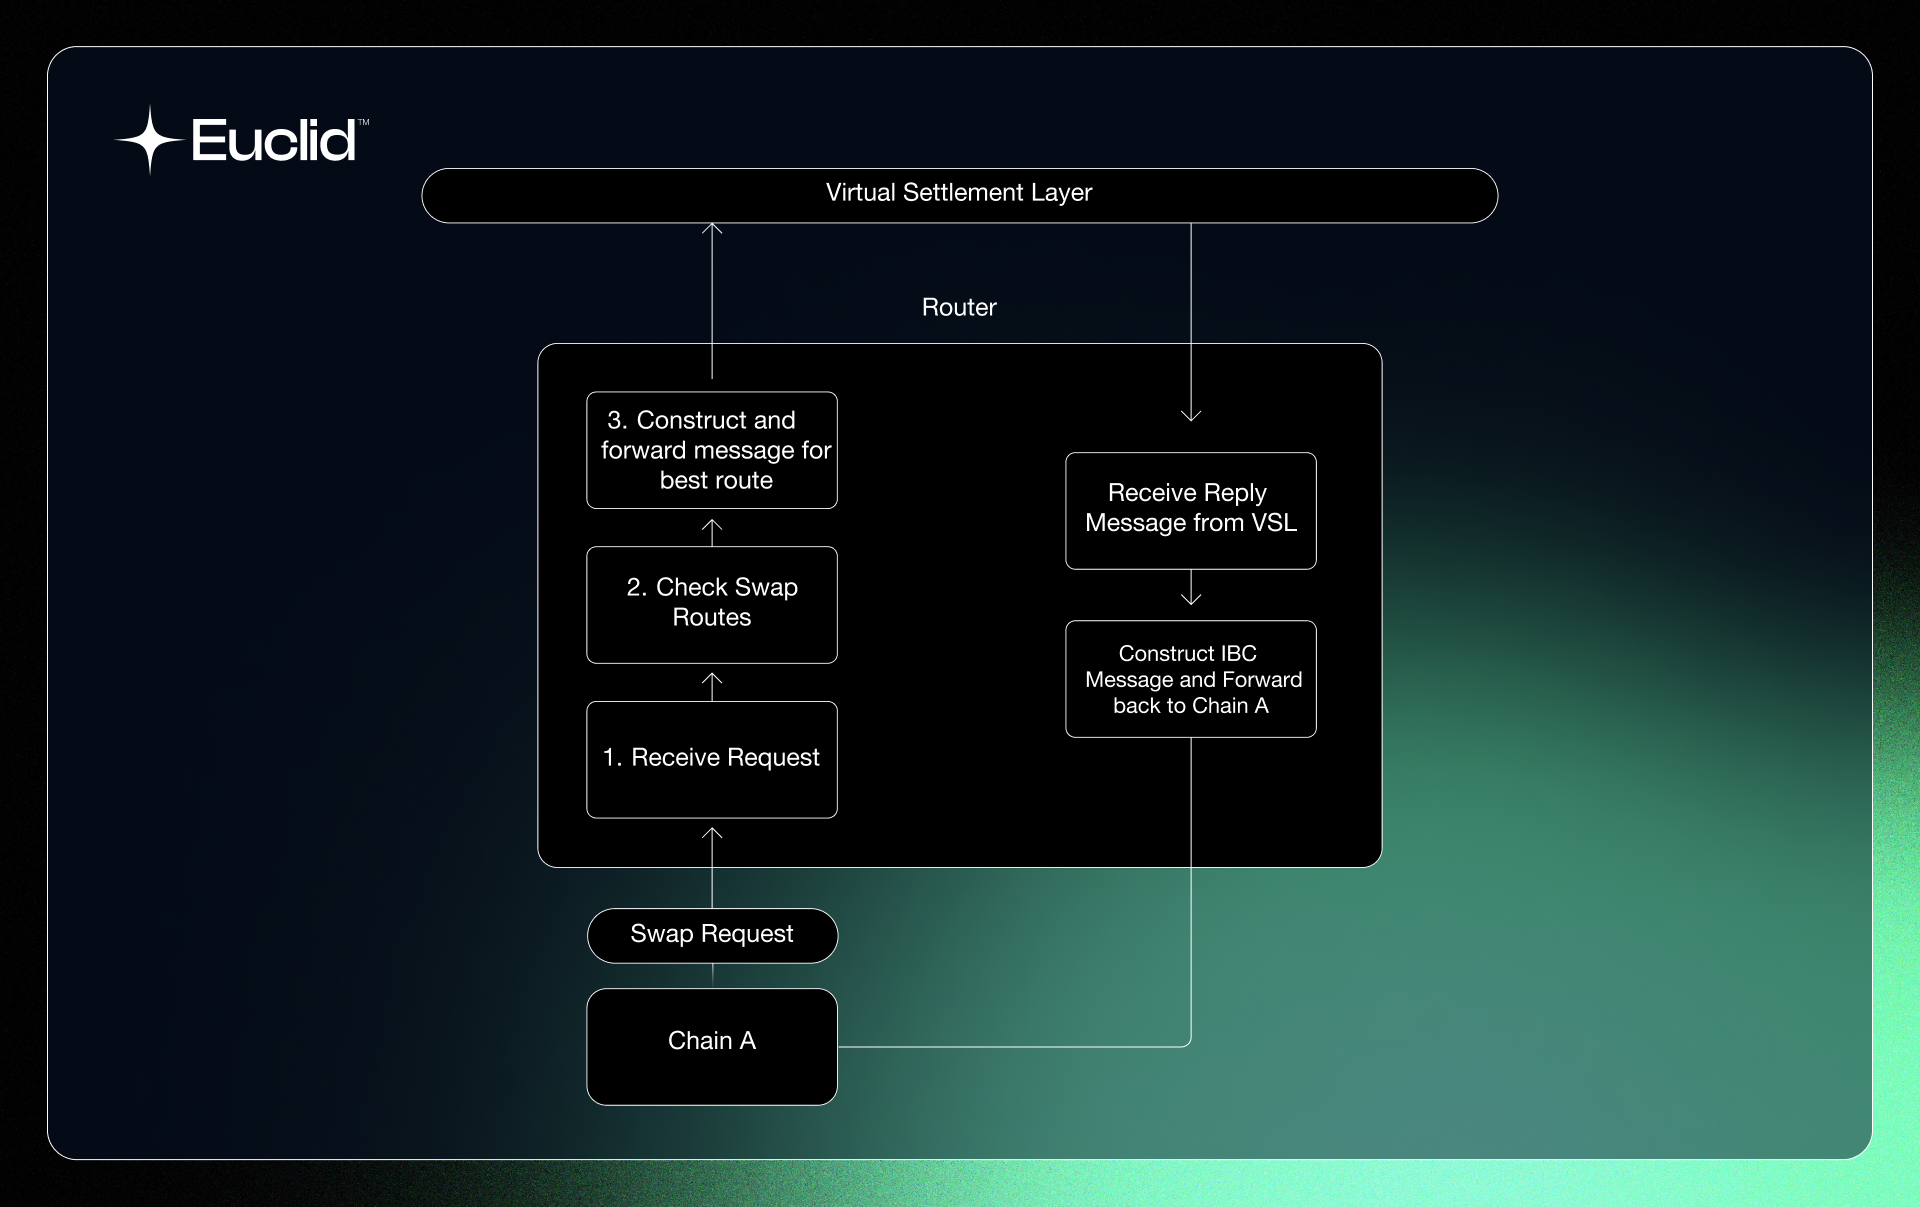 Euclid™
Virtual Settlement Layer
Router
3. Construct and
forward message for
best route
2. Check Swap
Routes
1. Receive Request
Receive Reply
Message from VSL
Construct IBC
Message and Forward
back to Chain A
Swap Request
Chain A